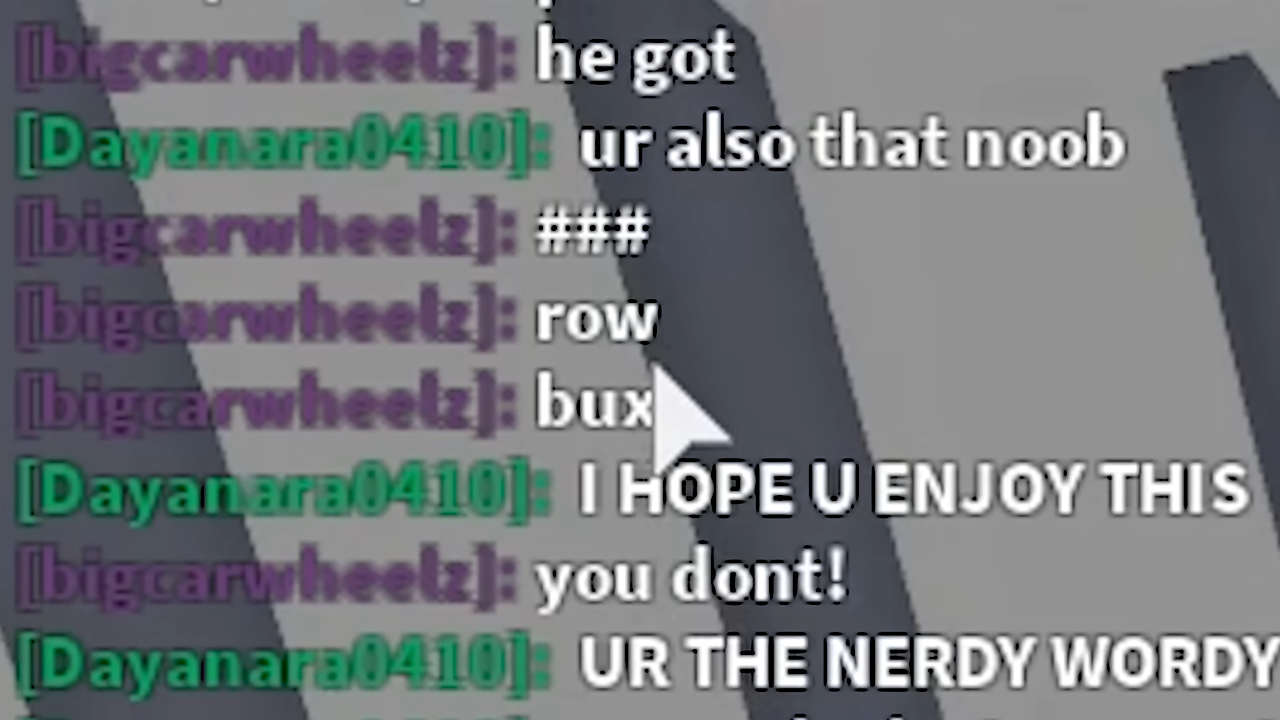 [bigcarwheelz]: he got
[Dayanara0410]: ur also that noob
[bigcarwheelz]: ###
[bigcarwheelz]: row
[bigcarwheelz]: bux
[Dayanara0410]: I HOPE U ENJOY THIS
[bigcarwheelz]: you dont!
[Dayanara0410]: UR THE NERDY WORDY